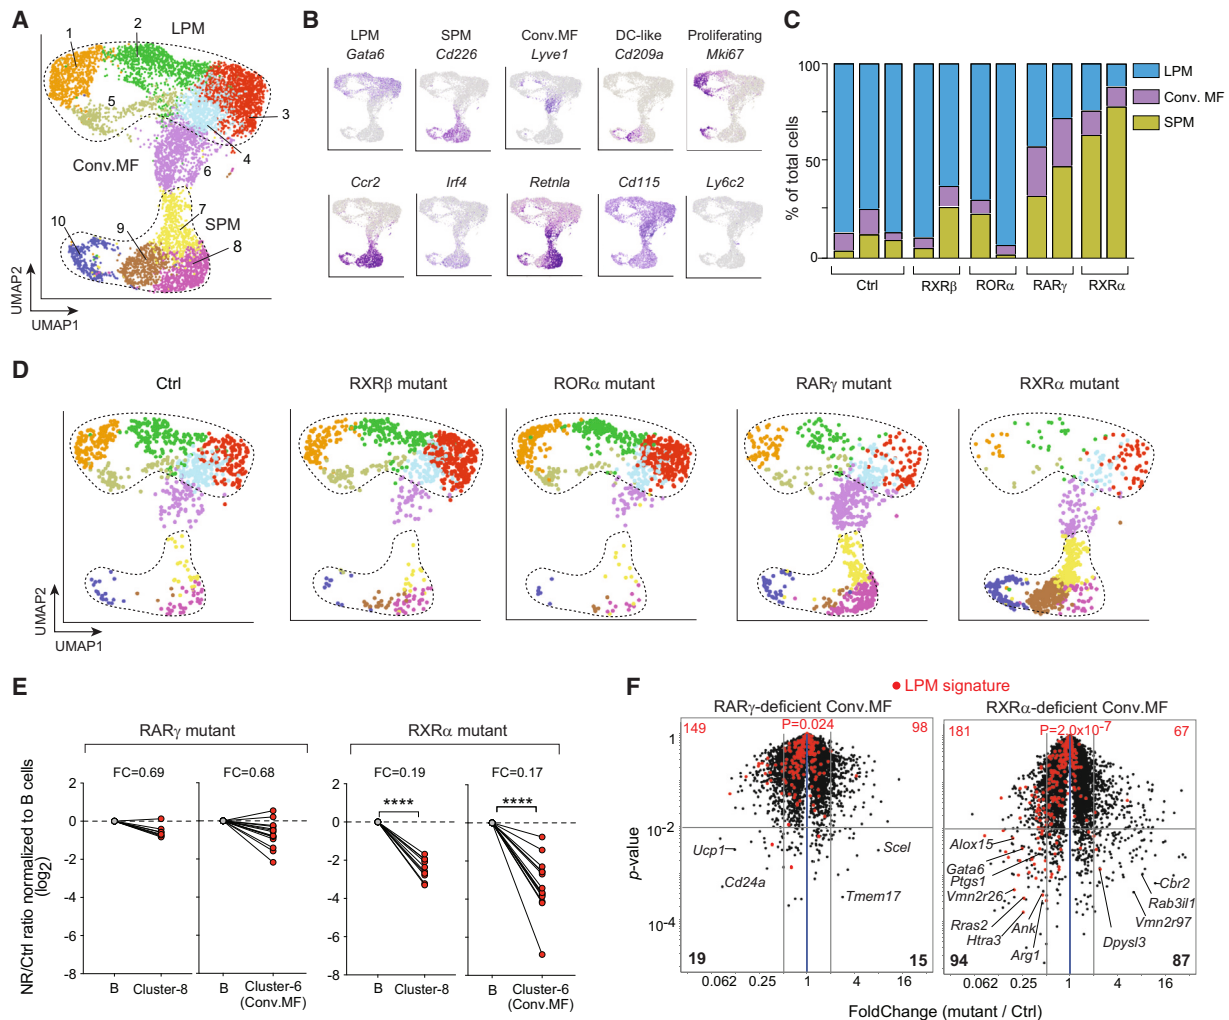 A
LPM
1
2
3
4
5
6
Conv.MF
7
SPM
8
9
10
UMAP2
UMAP1
B
LPM SPM Conv.MF DC-like Proliferating
Gata6 Cd226 Lyve1 Cd209a Mki67
Ccr2 Irf4 Retnla Cd115 Ly6c2
C
% of total cells
100
50
0
Ctrl RXRβ RORα RARγ RXRα
LPM
Conv. MF
SPM
D
Ctrl RXRβ mutant RORα mutant RARγ mutant RXRα mutant
UMAP2
UMAP1
E
RARγ mutant RXRα mutant
FC=0.69 FC=0.68 FC=0.19 FC=0.17
**** ****
NR/Ctrl ratio normalized to B cells
(log2)
2 2
0 0
-2 -2
-4 -4
-6 -6
-8 -8
B Cluster-8 B Cluster-6 B Cluster-8 B Cluster-6
(Conv.MF) (Conv.MF)
F
LPM signature
RARγ-deficient Conv.MF RXRα-deficient Conv.MF
149 P=0.024 98 181 P=2.0x10-7 67
p-value
1
10-2
10-4
Ucp1
Cd24a
Scel
Tmem17
19 15
Alox15
Gata6
Ptgs1
Vmn2r26
Rras2
Htra3
Ank
Arg1
Dpysl3
Cbr2
Rab3il1
Vmn2r97
94 87
0.062 0.25 1 4 16 0.062 0.25 1 4 16
FoldChange (mutant / Ctrl)